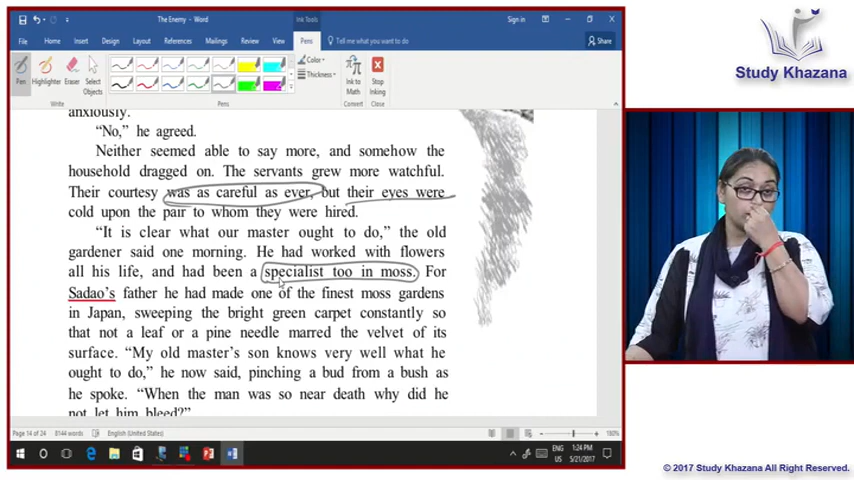 The Enemy - Word
Ink Tools
Sign in
File
Home
Insert
Design
Layout
References
Mailings
Review
View
Pens
Tell me what you want to do
Share
Pen
Highlighter
Eraser
Select
Objects
Color
Thickness
Ink to
Math
Stop
Inking
Write
Pens
Convert
Close
anxiously.
“No,” he agreed.
Neither seemed able to say more, and somehow the
household dragged on. The servants grew more watchful.
Their courtesy was as careful as ever, but their eyes were
cold upon the pair to whom they were hired.
“It is clear what our master ought to do,” the old
gardener said one morning. He had worked with flowers
all his life, and had been a specialist too in moss. For
Sadao’s father he had made one of the finest moss gardens
in Japan, sweeping the bright green carpet constantly so
that not a leaf or a pine needle marred the velvet of its
surface. “My old master’s son knows very well what he
ought to do,” he now said, pinching a bud from a bush as
he spoke. “When the man was so near death why did he
not let him bleed?”
Page 14 of 24
8144 words
English (United States)
180%
ENG
US
1:24 PM
5/21/2017
Study Khazana
© 2017 Study Khazana All Rights Reserved.